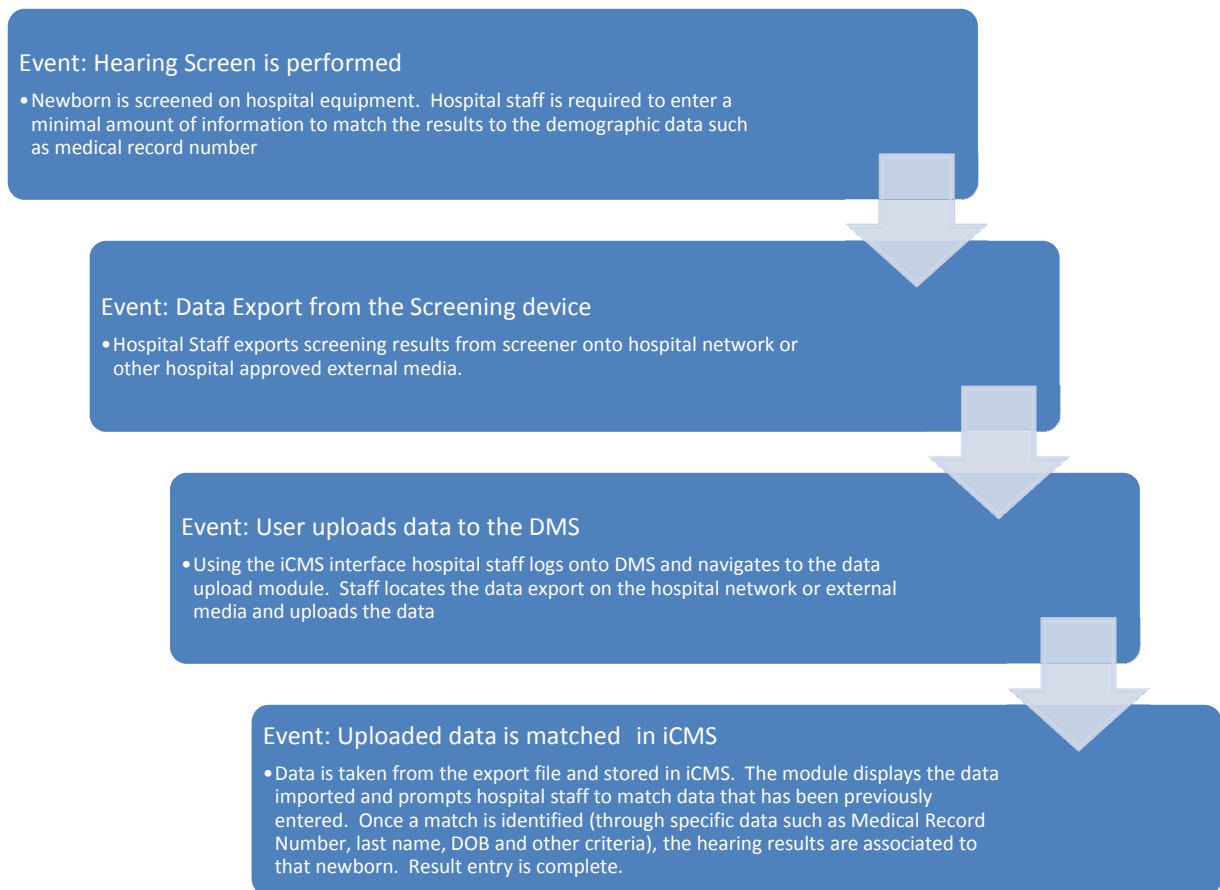 Event: Hearing Screen is performed
•Newborn is screened on hospital equipment.  Hospital staff is required to enter a
minimal amount of information to match the results to the demographic data such
as medical record number
Event: Data Export from the Screening device
•Hospital Staff exports screening results from screener onto hospital network or
other hospital approved external media.
Event: User uploads data to the DMS
•Using the iCMS interface hospital staff logs onto DMS and navigates to the data
upload module.  Staff locates the data export on the hospital network or external
media and uploads the data
Event: Uploaded data is matched  in iCMS
•Data is taken from the export file and stored in iCMS.  The module displays the data
imported and prompts hospital staff to match data that has been previously
entered.  Once a match is identified (through specific data such as Medical Record
Number, last name, DOB and other criteria), the hearing results are associated to
that newborn.  Result entry is complete.